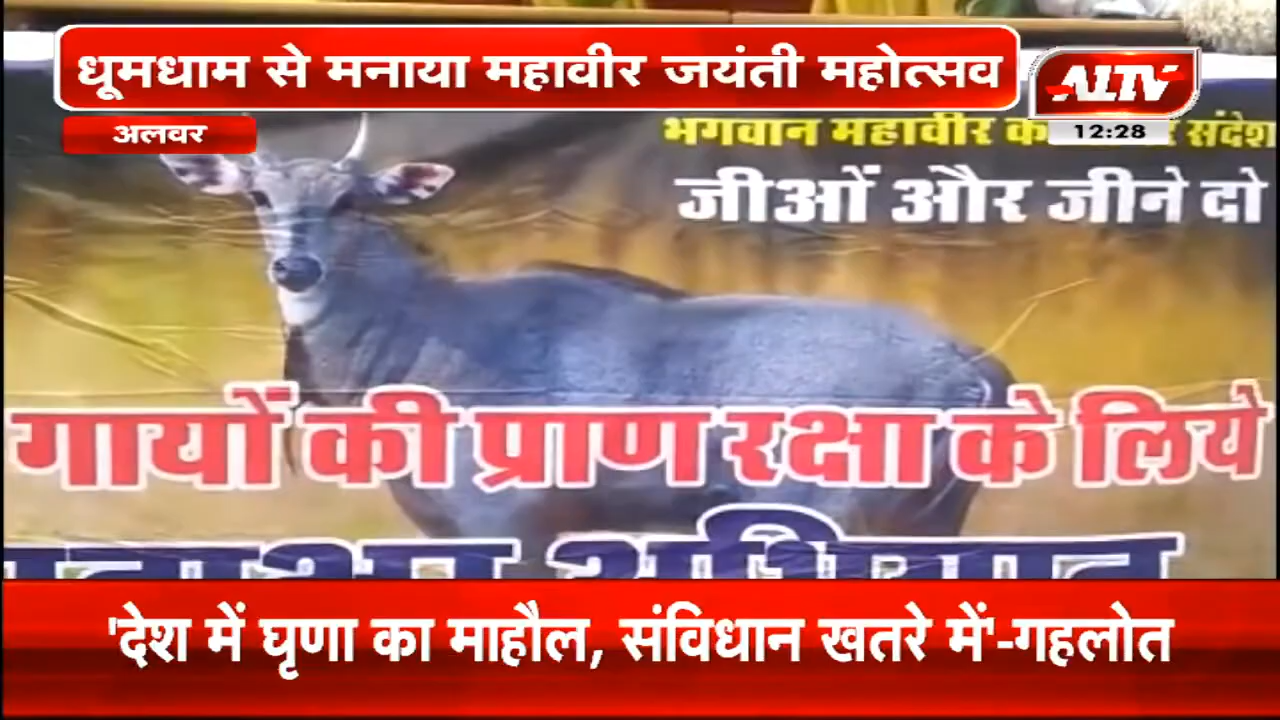 धूमधाम से मनाया महावीर जयंती महोत्सव
ALTV
अलवर
12:28
भगवान महावीर का संदेश
जीओं और जीने दो
गायों की प्राण रक्षा के लिये
'देश में घृणा का माहौल, संविधान खतरे में'-गहलोत